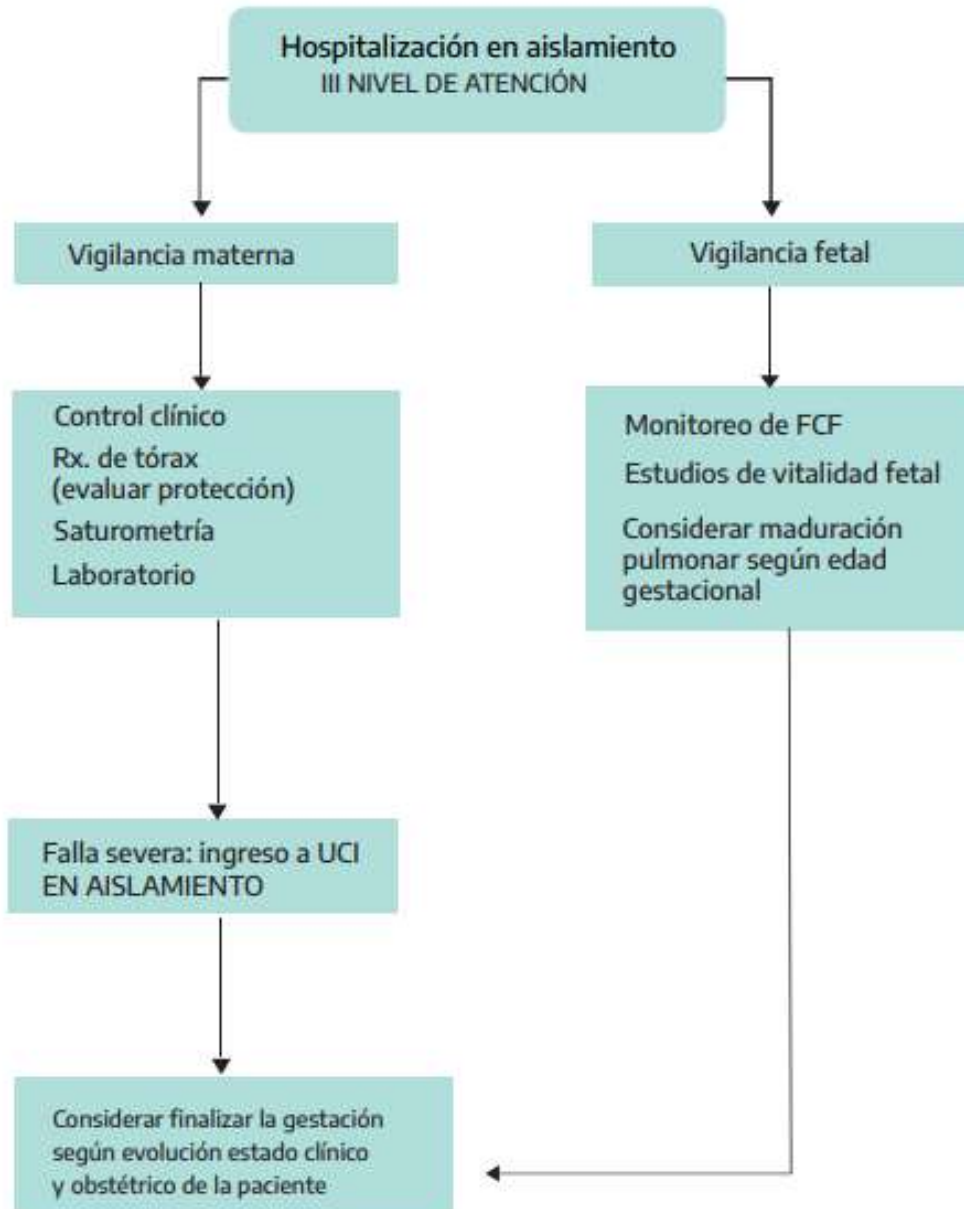 Hospitalización en aislamiento
III NIVEL DE ATENCIÓN
Vigilancia materna
Vigilancia fetal
Control clínico
Rx. de tórax
(evaluar protección)
Saturometría
Laboratorio
Monitoreo de FCF
Estudios de vitalidad fetal
Considerar maduración
pulmonar según edad
gestacional
Falla severa: ingreso a UCI
EN AISLAMIENTO
Considerar finalizar la gestación
según evolución estado clínico
y obstétrico de la paciente